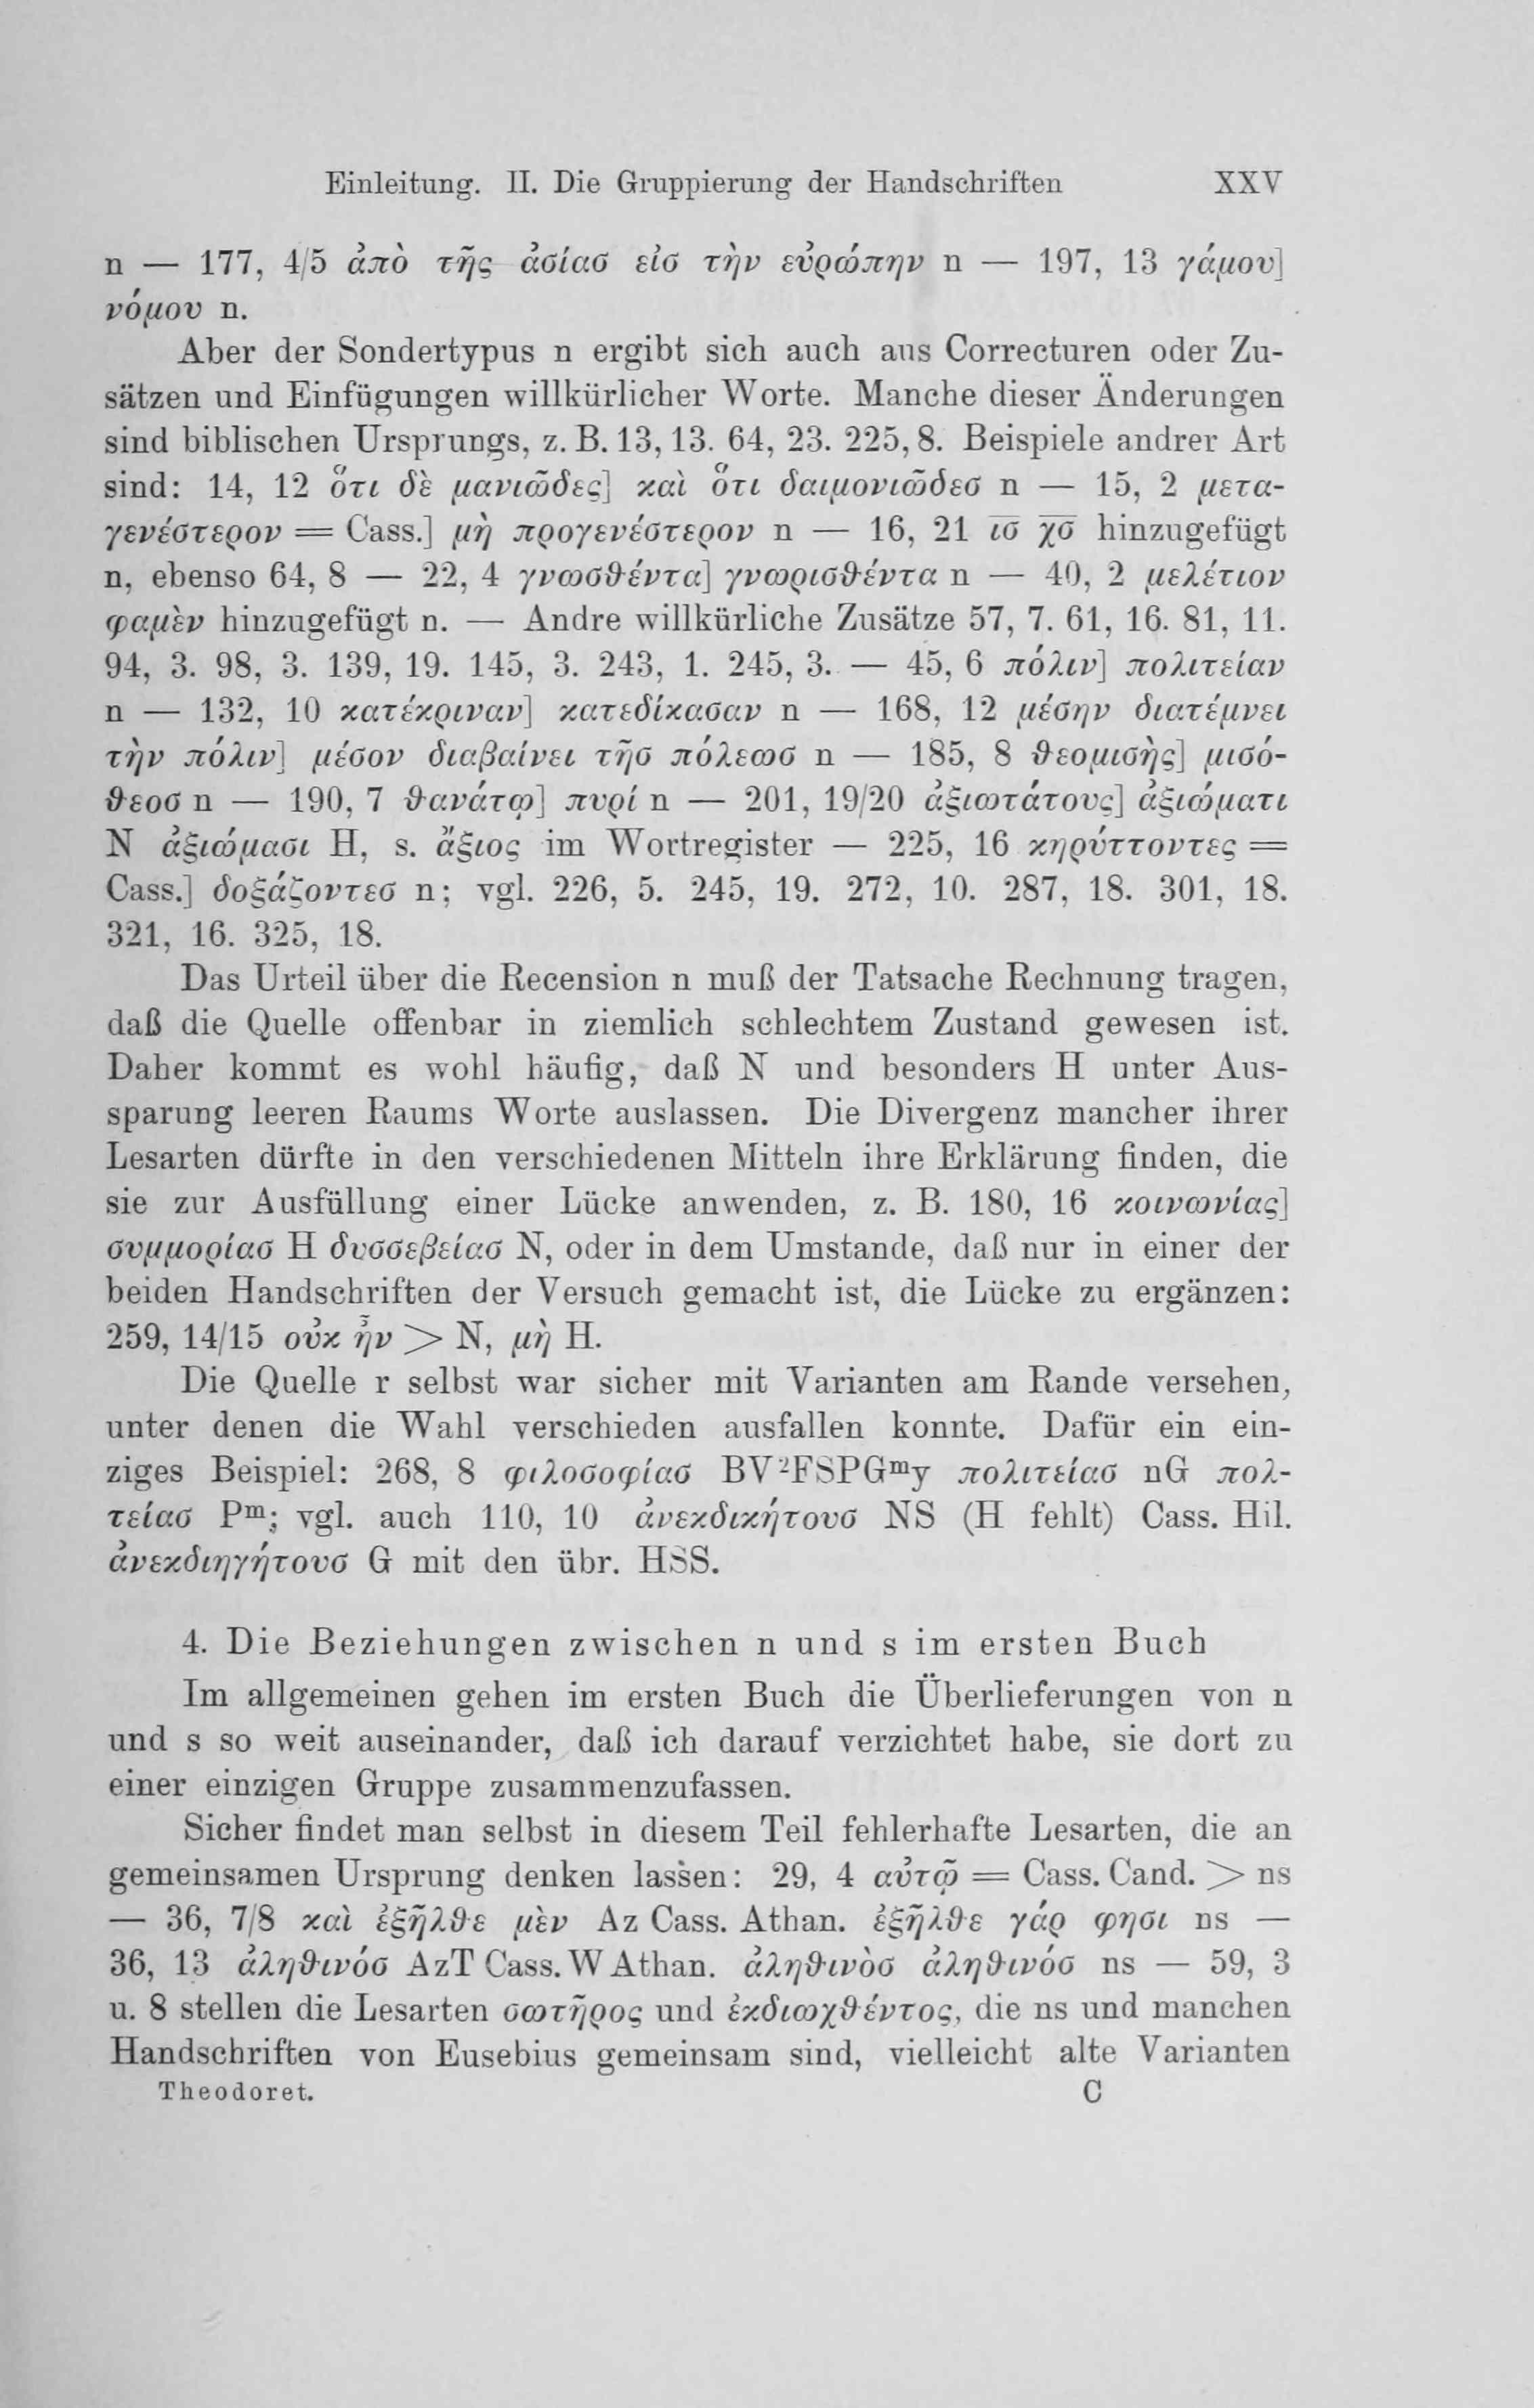 Einleitung. II. Die Gruppierung der Handschriften XXV
n — 177, 4/5 ἀπὸ τῆς ἀσίασ εἰσ τὴν εὐρώπην n — 197, 13 γάμου]
νόμου n.
Aber der Sondertypus n ergibt sich auch aus Correcturen oder Zu-
sätzen und Einfügungen willkürlicher Worte. Manche dieser Änderungen
sind biblischen Ursprungs, z. B. 13, 13. 64, 23. 225, 8. Beispiele andrer Art
sind: 14, 12 ὅτι δὲ μανιῶδες] καὶ ὅτι δαιμονιῶδεσ n — 15, 2 μετα-
γενέστερον = Cass.] μὴ προγενέστερον n — 16, 21 ι̅σ̅ χ̅σ̅ hinzugefügt
n, ebenso 64, 8 — 22, 4 γνωσθέντα] γνωρισθέντα n — 40, 2 μελέτιον
φαμὲν hinzugefügt n. — Andre willkürliche Zusätze 57, 7. 61, 16. 81, 11.
94, 3. 98, 3. 139, 19. 145, 3. 243, 1. 245, 3. — 45, 6 πόλιν] πολιτείαν
n — 132, 10 κατέκριναν] κατεδίκασαν n — 168, 12 μέσην διατέμνει
τὴν πόλιν] μέσον διαβαίνει τῆσ πόλεωσ n — 185, 8 θεομισὴς] μισό-
θεοσ n — 190, 7 θανάτῳ] πυρί n — 201, 19/20 ἀξιωτάτους] ἀξιώματι
N ἀξιώμασι H, s. ἄξιος im Wortregister — 225, 16 κηρύττοντες =
Cass.] δοξάζοντεσ n; vgl. 226, 5. 245, 19. 272, 10. 287, 18. 301, 18.
321, 16. 325, 18.
Das Urteil über die Recension n muß der Tatsache Rechnung tragen,
daß die Quelle offenbar in ziemlich schlechtem Zustand gewesen ist.
Daher kommt es wohl häufig, daß N und besonders H unter Aus-
sparung leeren Raums Worte auslassen. Die Divergenz mancher ihrer
Lesarten dürfte in den verschiedenen Mitteln ihre Erklärung finden, die
sie zur Ausfüllung einer Lücke anwenden, z. B. 180, 16 κοινωνίας]
συμμορίασ H δυσσεβείασ N, oder in dem Umstande, daß nur in einer der
beiden Handschriften der Versuch gemacht ist, die Lücke zu ergänzen:
259, 14/15 οὐκ ἦν > N, μὴ H.
Die Quelle r selbst war sicher mit Varianten am Rande versehen,
unter denen die Wahl verschieden ausfallen konnte. Dafür ein ein-
ziges Beispiel: 268, 8 φιλοσοφίασ BV²FSPGᵐy πολιτείασ nG πολ-
τείασ Pᵐ; vgl. auch 110, 10 ἀνεκδικήτουσ NS (H fehlt) Cass. Hil.
ἀνεκδιηγήτουσ G mit den übr. HSS.
4. Die Beziehungen zwischen n und s im ersten Buch
Im allgemeinen gehen im ersten Buch die Überlieferungen von n
und s so weit auseinander, daß ich darauf verzichtet habe, sie dort zu
einer einzigen Gruppe zusammenzufassen.
Sicher findet man selbst in diesem Teil fehlerhafte Lesarten, die an
gemeinsamen Ursprung denken lassen: 29, 4 αὐτῷ = Cass. Cand. > ns
— 36, 7/8 καὶ ἐξῆλθε μὲν Az Cass. Athan. ἐξῆλθε γάρ φησι ns —
36, 13 ἀληθινόσ AzT Cass. W Athan. ἀληθινὸσ ἀληθινόσ ns — 59, 3
u. 8 stellen die Lesarten σωτῆρος und ἐκδιωχθέντος, die ns und manchen
Handschriften von Eusebius gemeinsam sind, vielleicht alte Varianten
Theodoret. C